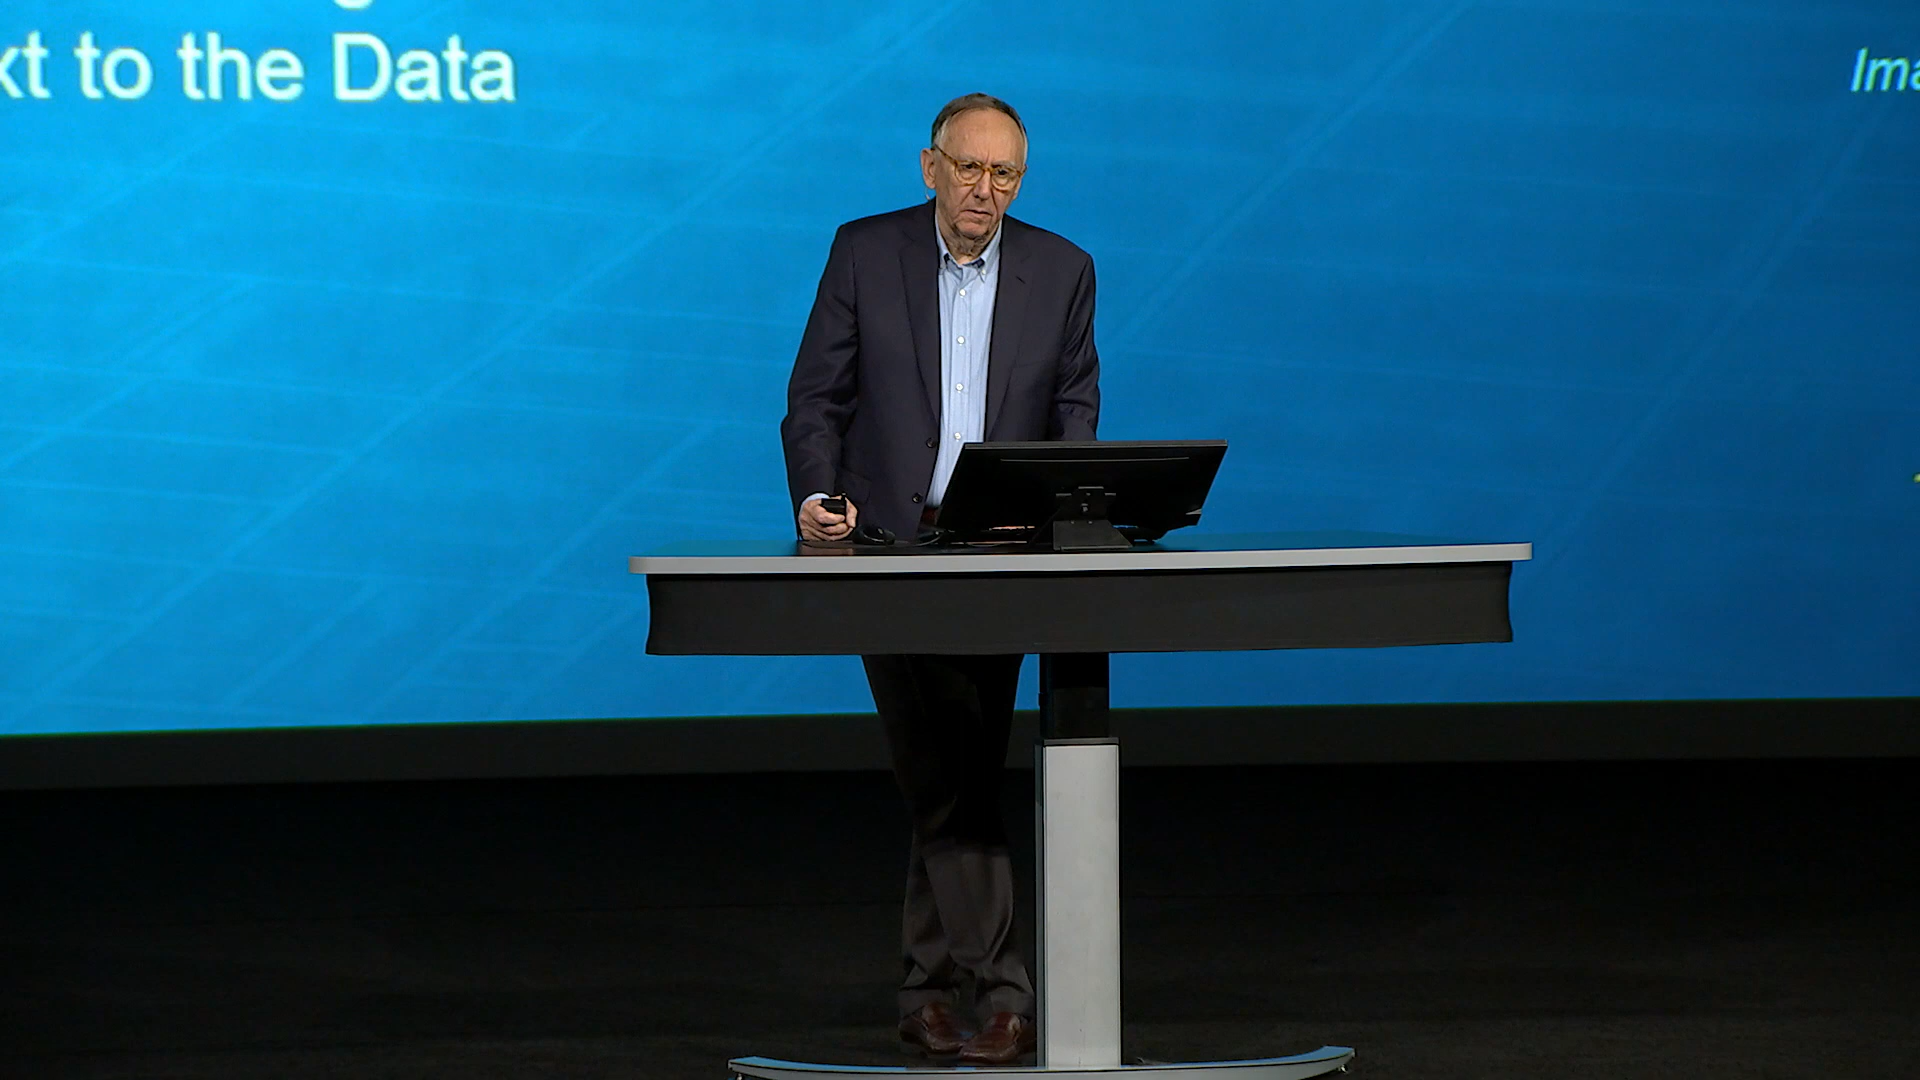 xt to the Data
Ima